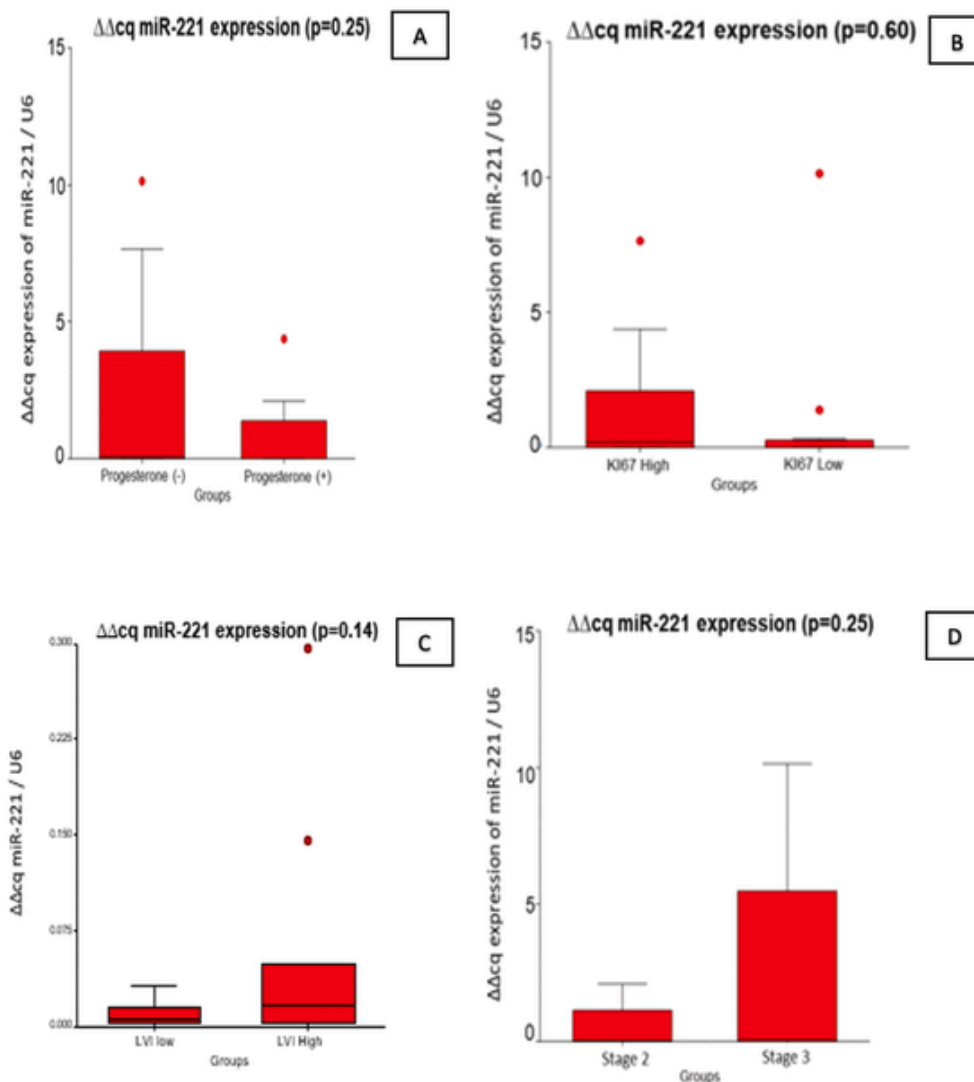 ΔΔcq miR-221 expression (p=0.25)
A
15
10
5
0
ΔΔcq expression of miR-221 / U6
Progesterone (-)
Progesterone (+)
Groups
ΔΔcq miR-221 expression (p=0.60)
B
15
10
5
0
ΔΔcq expression of miR-221 / U6
KI67 High
KI67 Low
Groups
ΔΔcq miR-221 expression (p=0.14)
C
0.300
0.225
0.150
0.075
0.000
ΔΔcq miR-221 / U6
LVI low
LVI High
Groups
ΔΔcq miR-221 expression (p=0.25)
D
15
10
5
0
ΔΔcq expression of miR-221/ U6
Stage 2
Stage 3
Groups